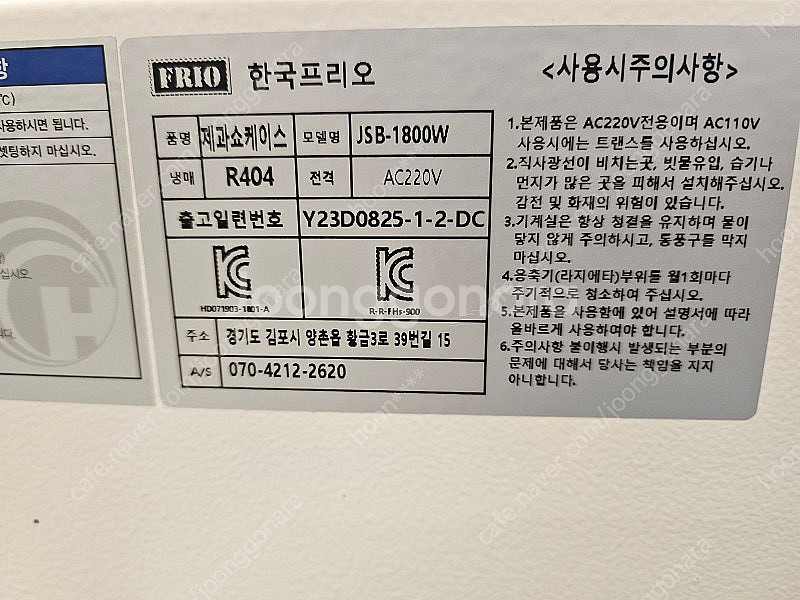 항
℃)
사용하시면 됩니다.
셋팅하지 마십시오.
십시오.
FRIO 한국프리오
품명 제과쇼케이스 모델명 JSB-1800W
냉매 R404 전격 AC220V
출고일련번호 Y23D0825-1-2-DC
HD071903-1801-A
R-R-FHs-900
주소 경기도 김포시 양촌읍 황금3로 39번길 15
A/S 070-4212-2620
<사용시주의사항>
1.본제품은 AC220V전용이며 AC110V
사용시에는 트랜스를 사용하십시오.
2.직사광선이 비치는곳, 빗물유입, 습기나
먼지가 많은 곳을 피해서 설치해주십시오.
감전 및 화재의 위험이 있습니다.
3.기계실은 항상 청결을 유지하며 물이
닿지 않게 주의하시고, 통풍구를 막지
마십시오.
4.응축기(라지에타)부위를 월1회마다
주기적으로 청소하여 주십시오.
5.본제품을 사용함에 있어 설명서에 따라
올바르게 사용하여야 합니다.
6.주의사항 불이행시 발생되는 부분의
문제에 대해서 당사는 책임을 지지
아니합니다.
joonggonara
cafe.naver.com/joonggonara
hoon****